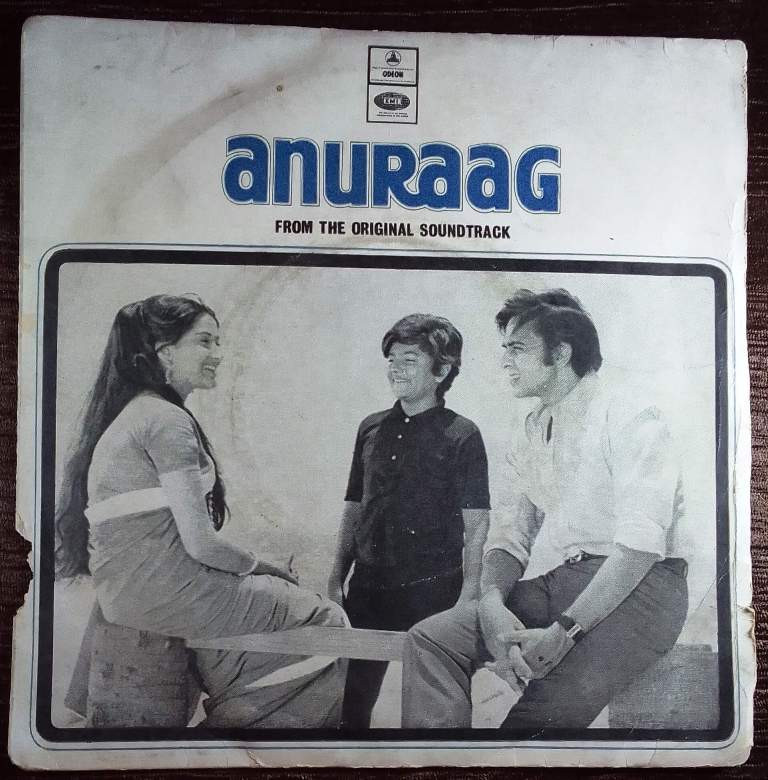 ODEON
EMI
ANURAAG
FROM THE ORIGINAL SOUNDTRACK